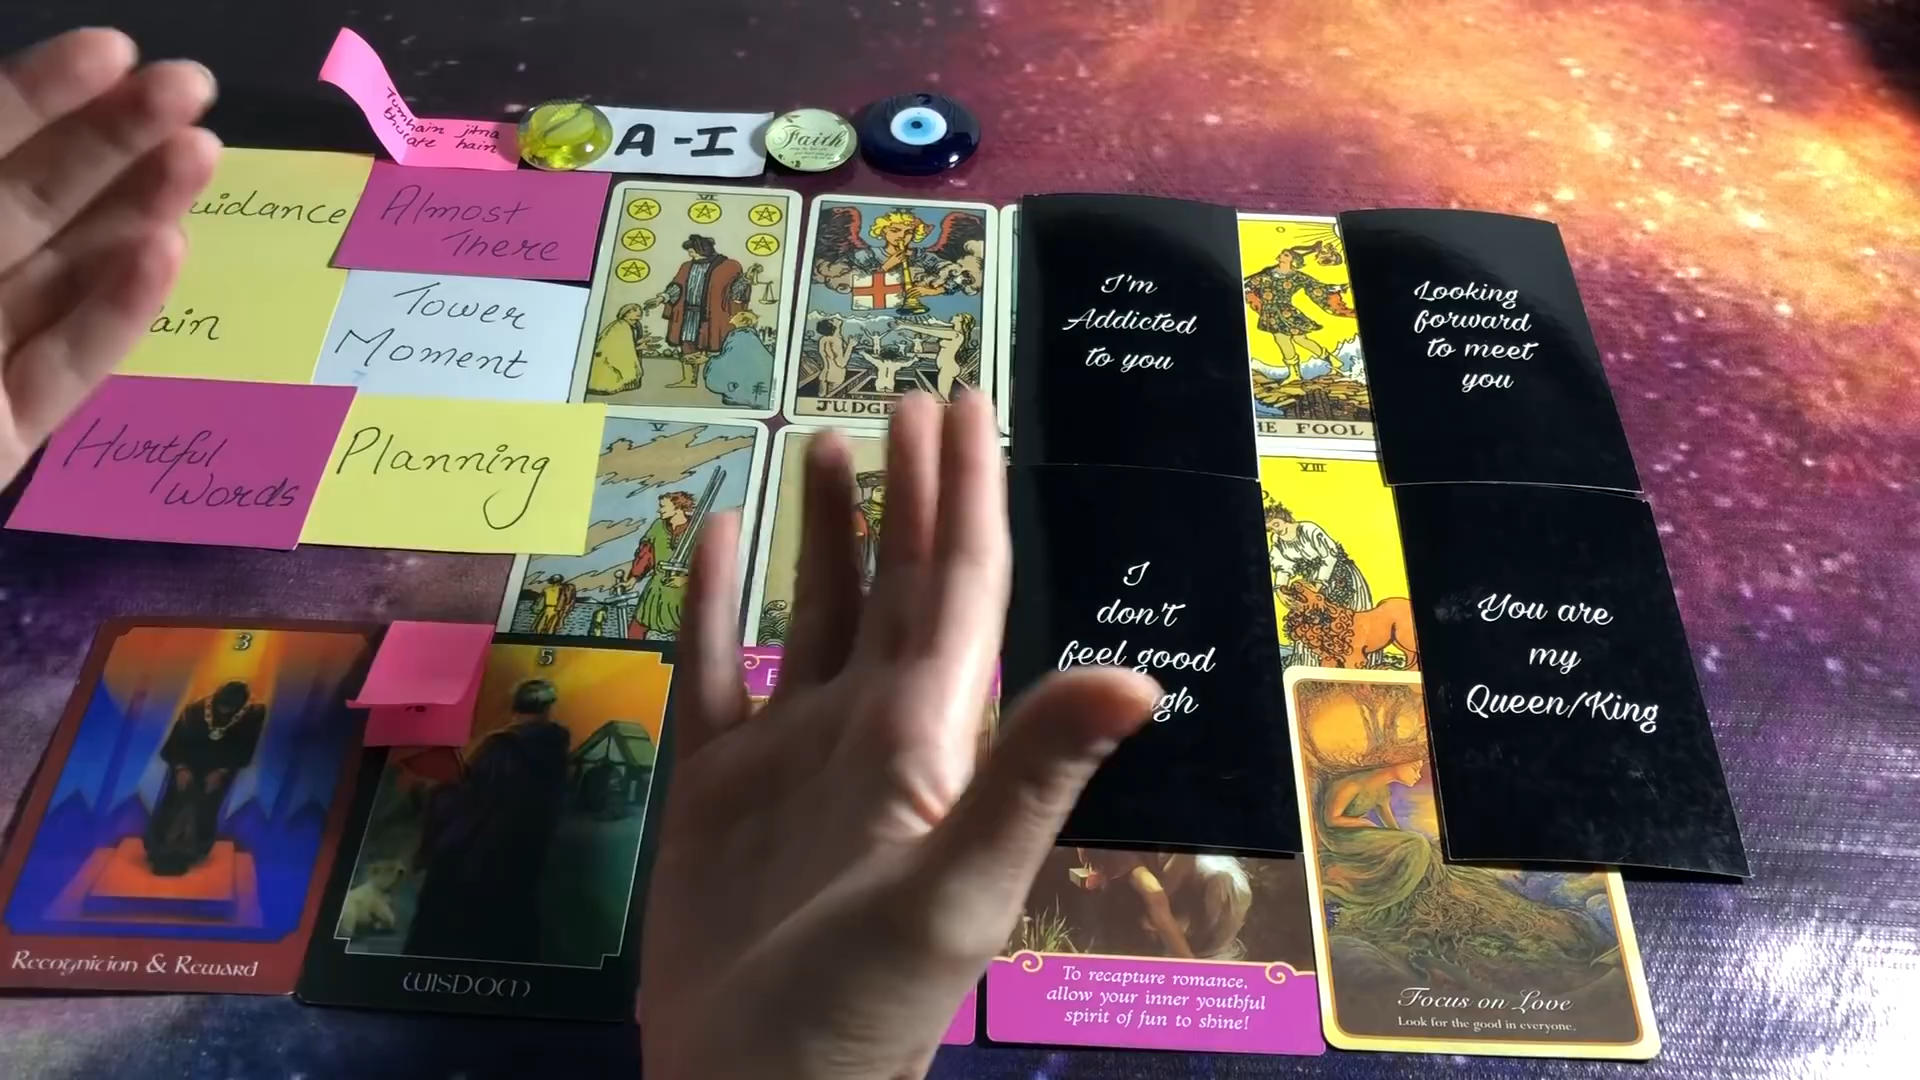 Tumhain jitna
bhulate hain
A-I
Faith
uidance
Almost
There
ain
Tower
Moment
Hurtful
Words
Planning
VI
JUDGE
V
I'm
Addicted
to you
0
HE FOOL
Looking
forward
to meet
you
VIII
I
don't
feel good
gh
You are
my
Queen/King
3
Recognition & Reward
5
WISDOM
E
To recapture romance,
allow your inner youthful
spirit of fun to shine!
Focus on Love
Look for the good in everyone.